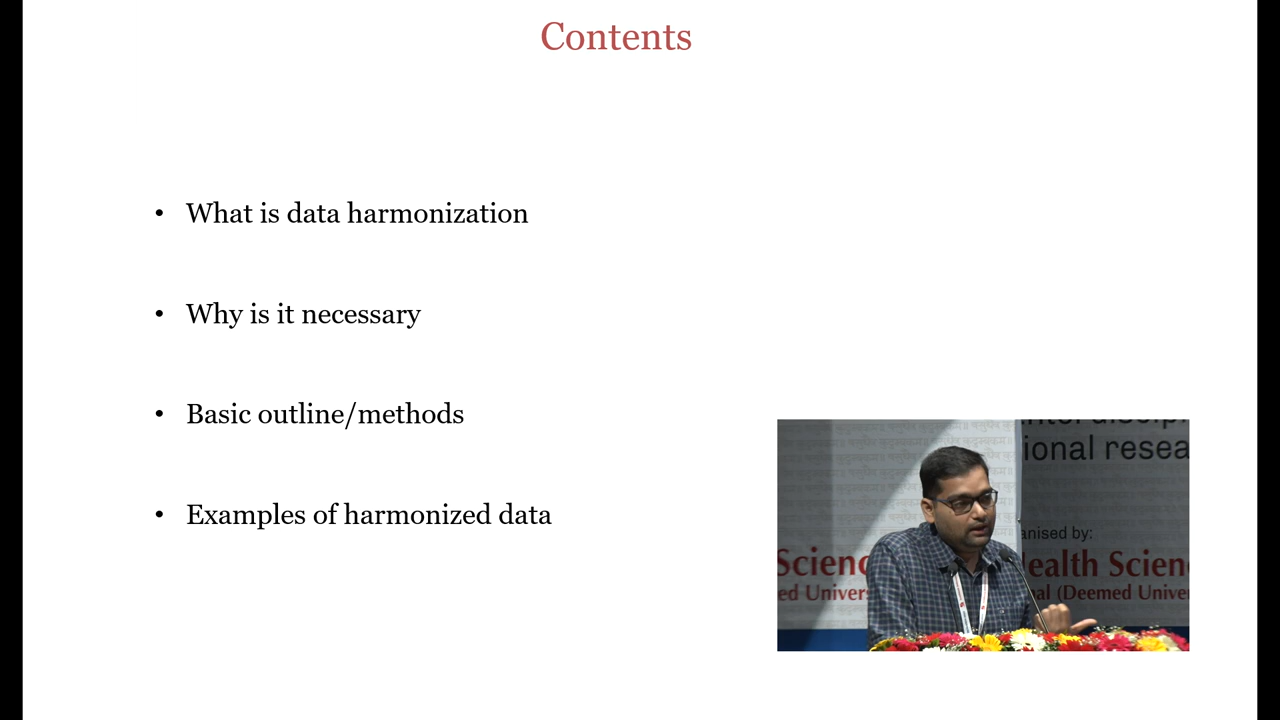 Contents
• What is data harmonization
• Why is it necessary
• Basic outline/methods
• Examples of harmonized data
ional resea
anised by:
Scienc
ealth Scien
ed Univers
al (Deemed Univer